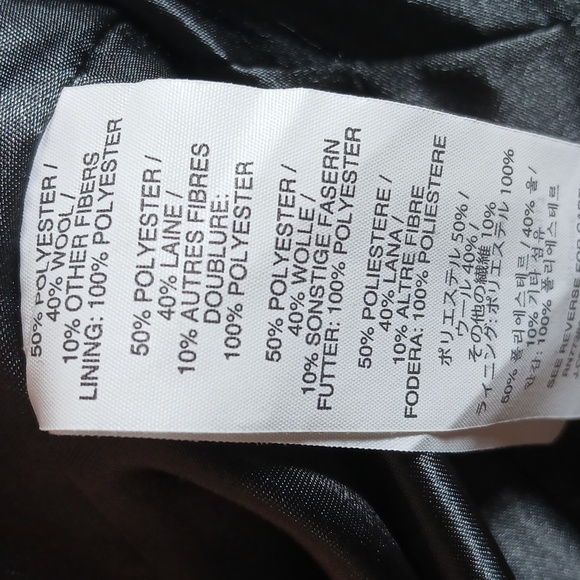 50% POLYESTER /
40% WOOL /
10% OTHER FIBERS
LINING: 100% POLYESTER
50% POLYESTER /
40% LAINE /
10% AUTRES FIBRES
DOUBLURE:
100% POLYESTER
50% POLYESTER /
40% WOLLE /
10% SONSTIGE FASERN
FUTTER: 100% POLYESTER
50% POLIESTERE /
40% LANA /
10% ALTRE FIBRE
FODERA: 100% POLIESTERE
ポリエステル 50% /
ウール 40% /
その他の繊維 10%
ライニング: ポリエステル 100%
50% 폴리에스테르 / 40% 울 /
10% 기타 섬유
안감: 100% 폴리에스테르
SEE REVERSE FOR